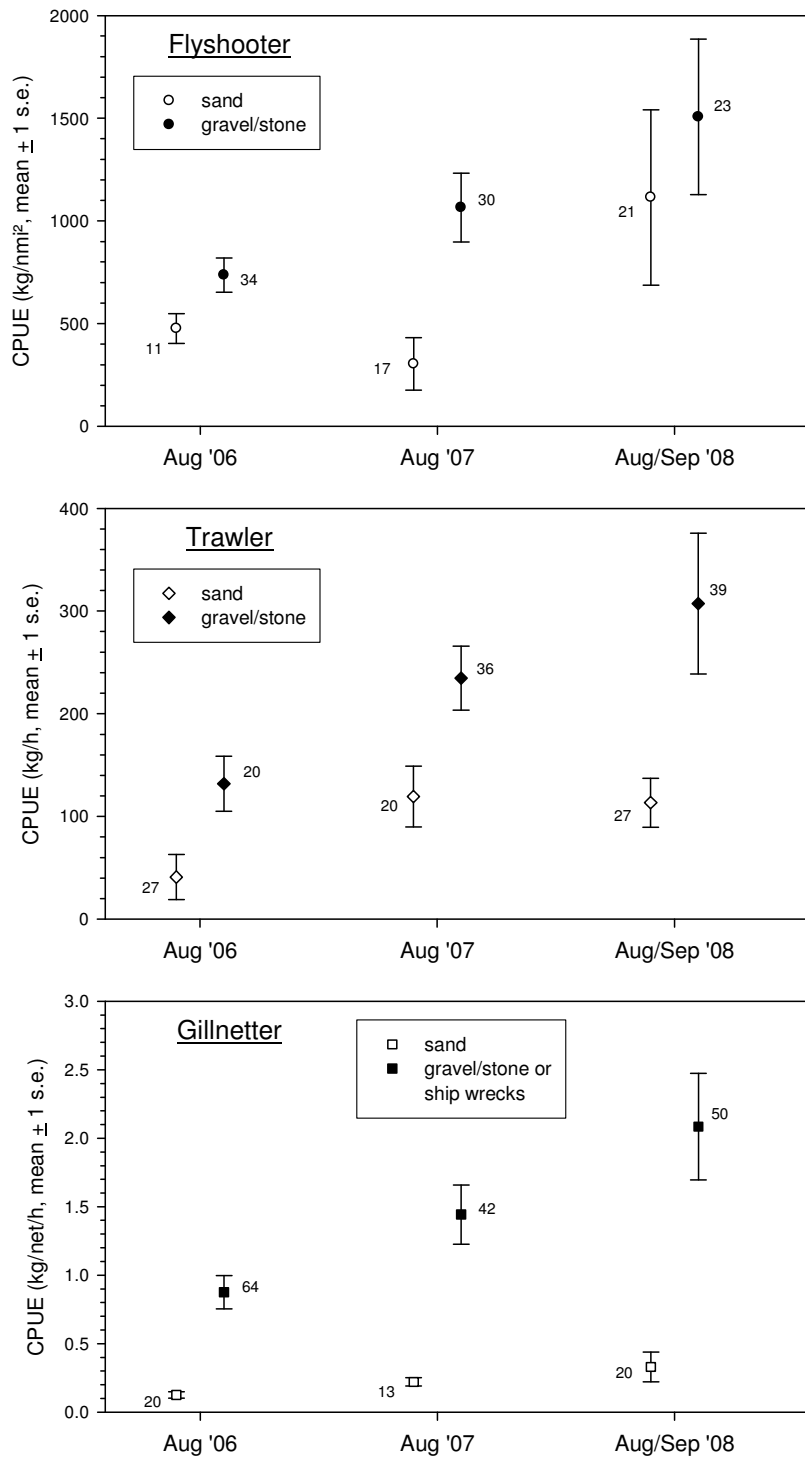 2000
Flyshooter
sand
gravel/stone
1500
1000
500
0
CPUE (kg/nmi², mean ± 1 s.e.)
11
34
17
30
21
23
Aug '06
Aug '07
Aug/Sep '08
400
Trawler
sand
gravel/stone
300
200
100
0
CPUE (kg/h, mean ± 1 s.e.)
27
20
20
36
27
39
Aug '06
Aug '07
Aug/Sep '08
3.0
Gillnetter
sand
gravel/stone or
ship wrecks
2.5
2.0
1.5
1.0
0.5
0.0
CPUE (kg/net/h, mean ± 1 s.e.)
20
64
13
42
20
50
Aug '06
Aug '07
Aug/Sep '08